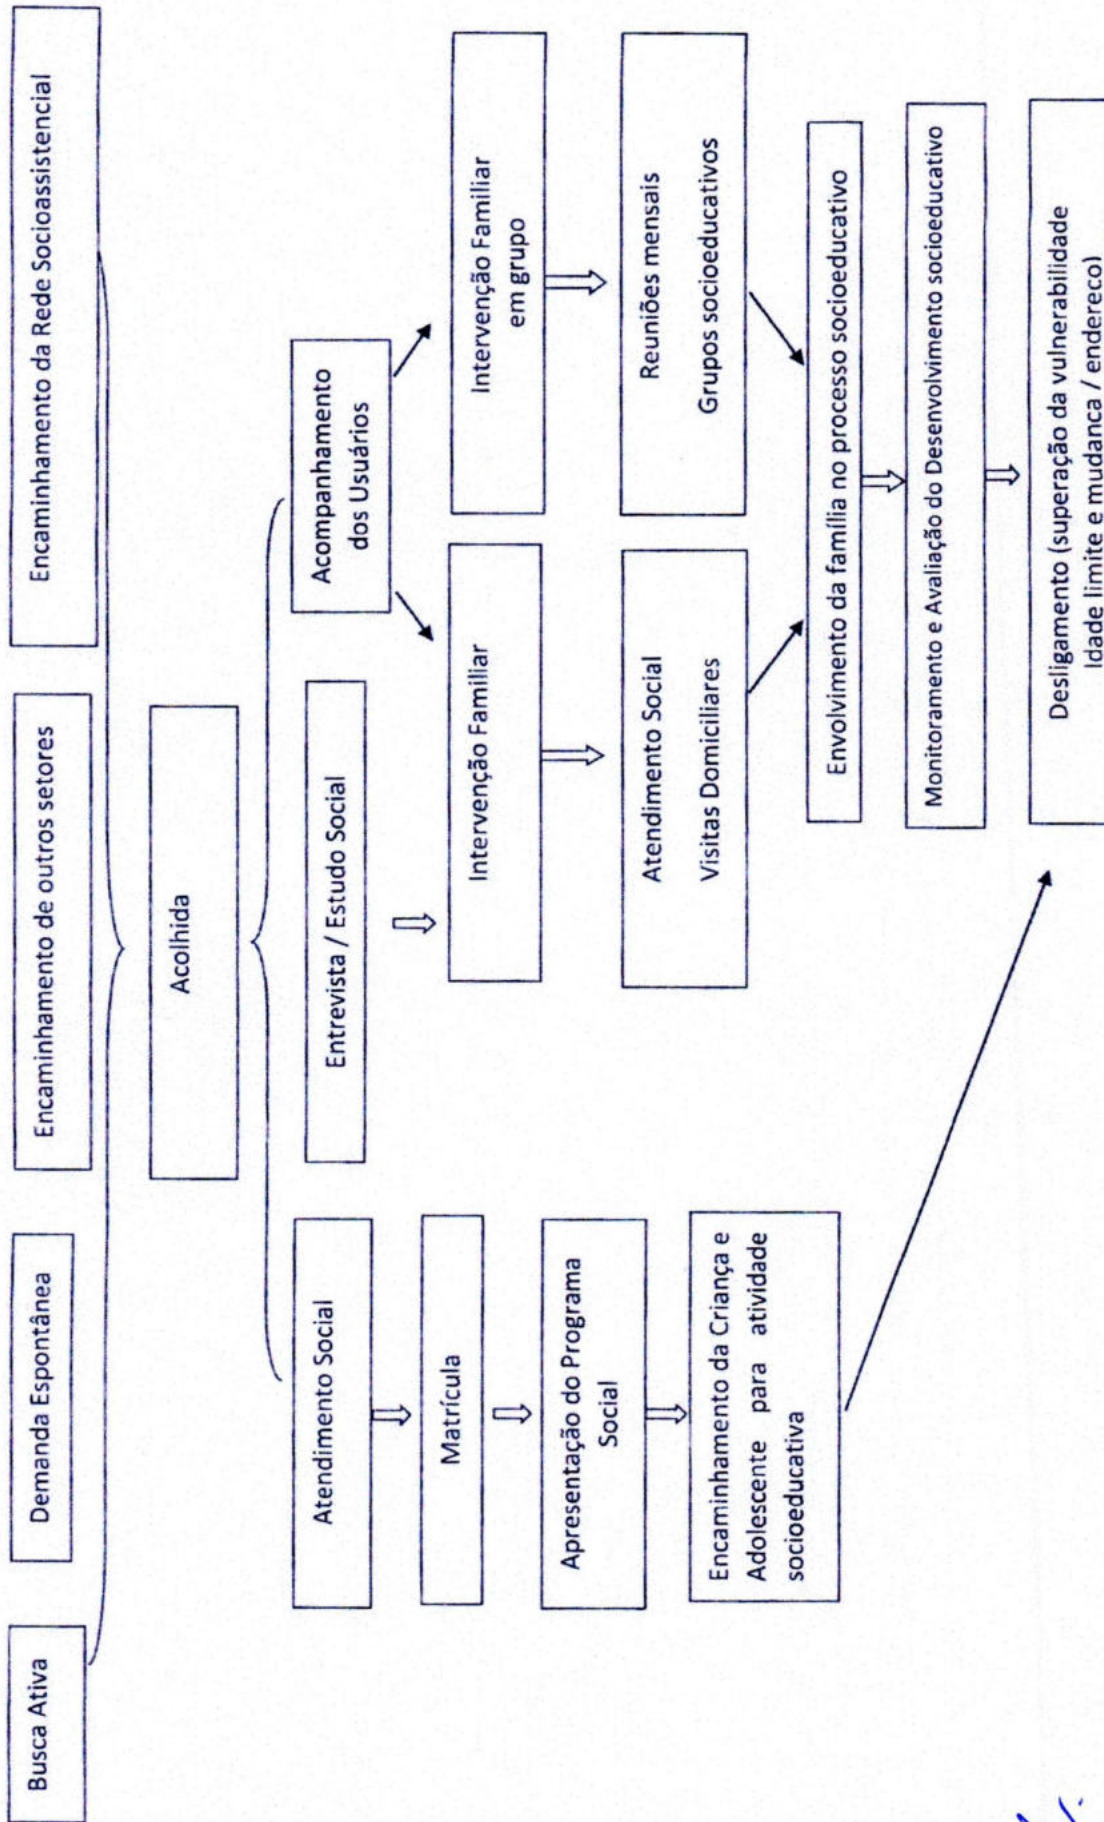 Busca Ativa
Demanda Espontânea
Encaminhamento de outros setores
Encaminhamento da Rede Socioassistencial
Acolhida
Atendimento Social
Entrevista / Estudo Social
Acompanhamento
dos Usuários
Matrícula
Intervenção Familiar
Intervenção Familiar
em grupo
Apresentação do Programa
Social
Atendimento Social
Visitas Domiciliares
Reuniões mensais
Grupos socioeducativos
Encaminhamento da Criança e
Adolescente para atividade
socioeducativa
Envolvimento da família no processo socioeducativo
Monitoramento e Avaliação do Desenvolvimento socioeducativo
Desligamento (superação da vulnerabilidade
Idade limite e mudanca / endereco)